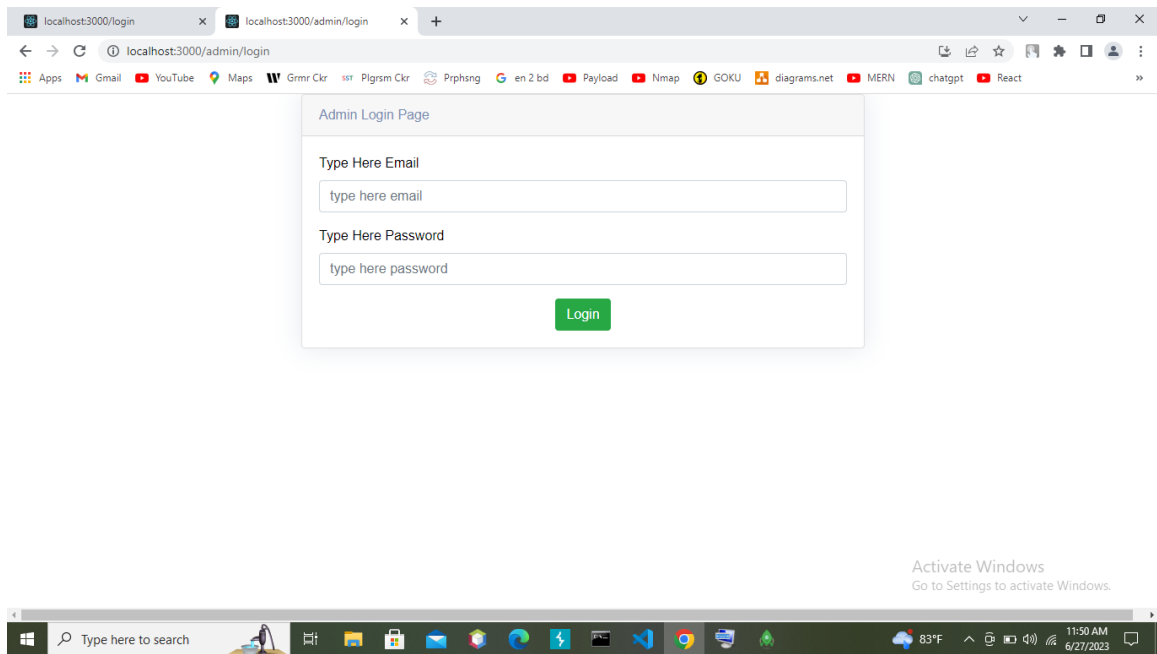 localhost:3000/login
localhost:3000/admin/login
localhost:3000/admin/login
Apps Gmail YouTube Maps W Grmr Ckr SST Plgrsm Ckr Prphsng G en 2 bd Payload Nmap GOKU diagrams.net MERN chatgpt React »
Admin Login Page
Type Here Email
type here email
Type Here Password
type here password
Login
Activate Windows
Go to Settings to activate Windows.
Type here to search
83°F
11:50 AM
6/27/2023